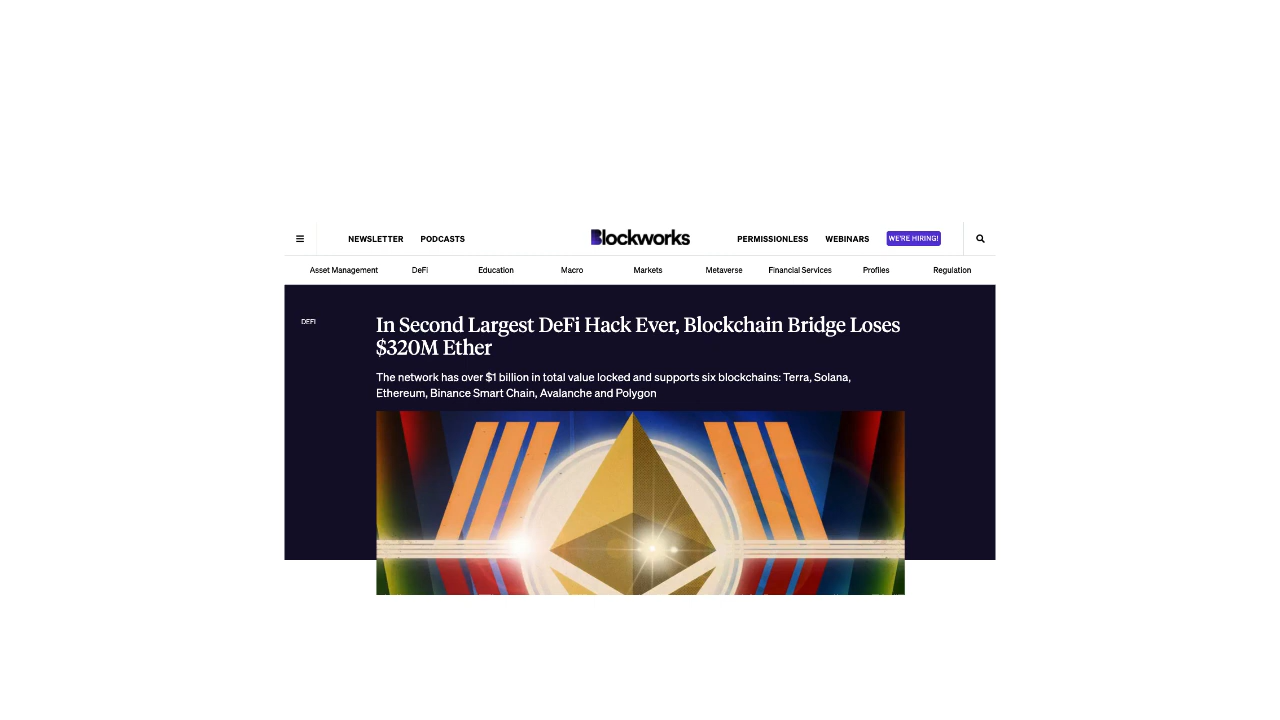 NEWSLETTER PODCASTS Blockworks PERMISSIONLESS WEBINARS WE'RE HIRING!
Asset Management DeFi Education Macro Markets Metaverse Financial Services Profiles Regulation
DEFI
In Second Largest DeFi Hack Ever, Blockchain Bridge Loses
$320M Ether
The network has over $1 billion in total value locked and supports six blockchains: Terra, Solana,
Ethereum, Binance Smart Chain, Avalanche and Polygon